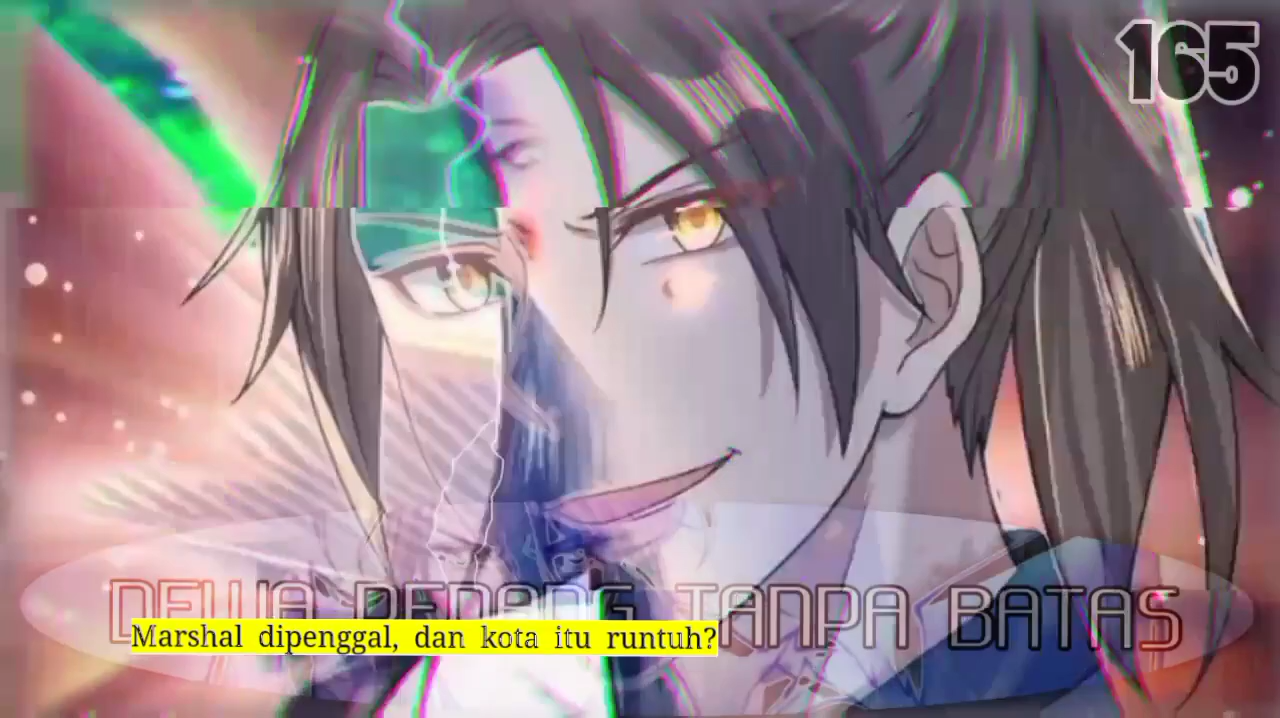 165
DEWA PEDANG TANPA BATAS
Marshal dipenggal, dan kota itu runtuh?